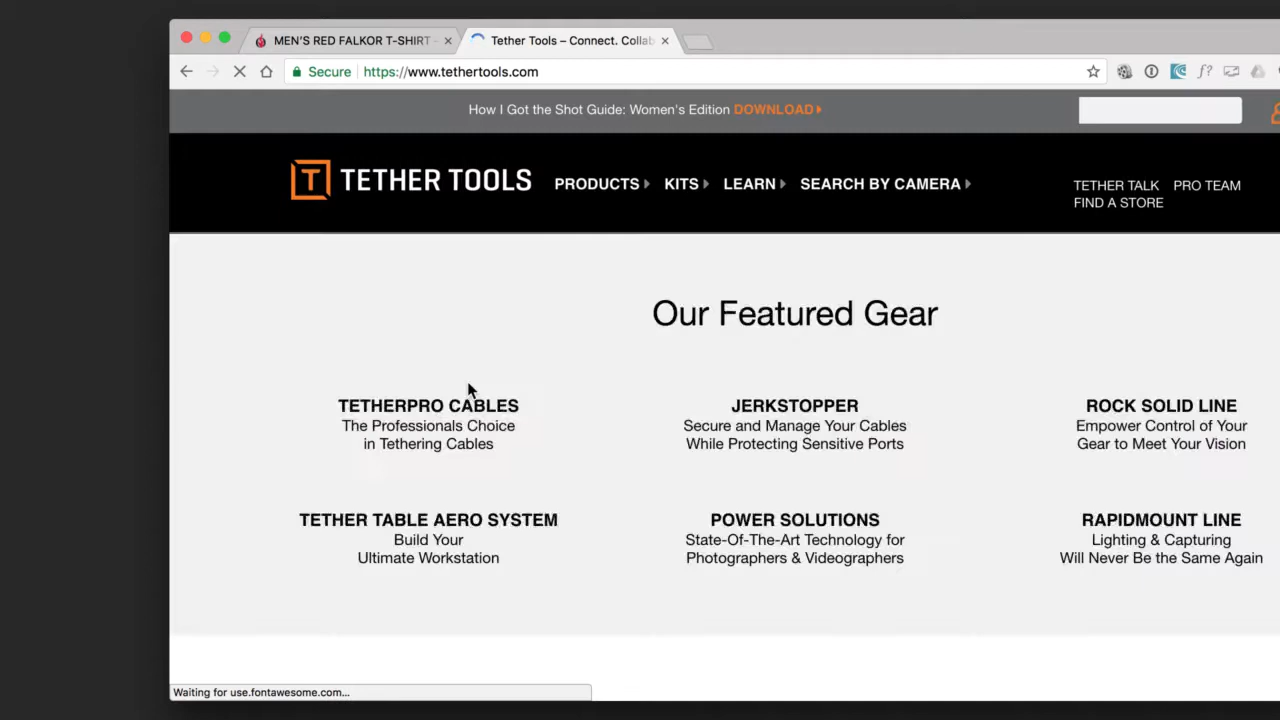 MEN'S RED FALKOR T-SHIRT
Tether Tools – Connect. Collab
Secure
https://www.tethertools.com
How I Got the Shot Guide: Women's Edition DOWNLOAD
T TETHER TOOLS
PRODUCTS KITS LEARN SEARCH BY CAMERA
TETHER TALK PRO TEAM
FIND A STORE
Our Featured Gear
TETHERPRO CABLES
The Professionals Choice
in Tethering Cables
JERKSTOPPER
Secure and Manage Your Cables
While Protecting Sensitive Ports
ROCK SOLID LINE
Empower Control of Your
Gear to Meet Your Vision
TETHER TABLE AERO SYSTEM
Build Your
Ultimate Workstation
POWER SOLUTIONS
State-Of-The-Art Technology for
Photographers & Videographers
RAPIDMOUNT LINE
Lighting & Capturing
Will Never Be the Same Again
Waiting for use.fontawesome.com...